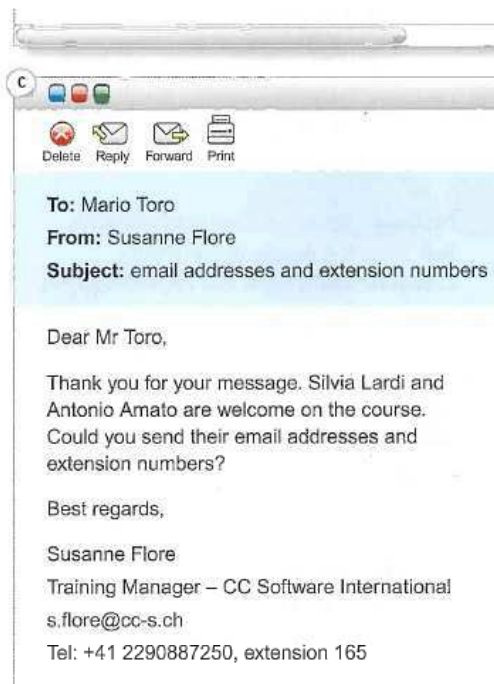 C
Delete Reply Forward Print
To: Mario Toro
From: Susanne Flore
Subject: email addresses and extension numbers
Dear Mr Toro,
Thank you for your message. Silvia Lardi and
Antonio Amato are welcome on the course.
Could you send their email addresses and
extension numbers?
Best regards,
Susanne Flore
Training Manager – CC Software International
s.flore@cc-s.ch
Tel: +41 2290887250, extension 165